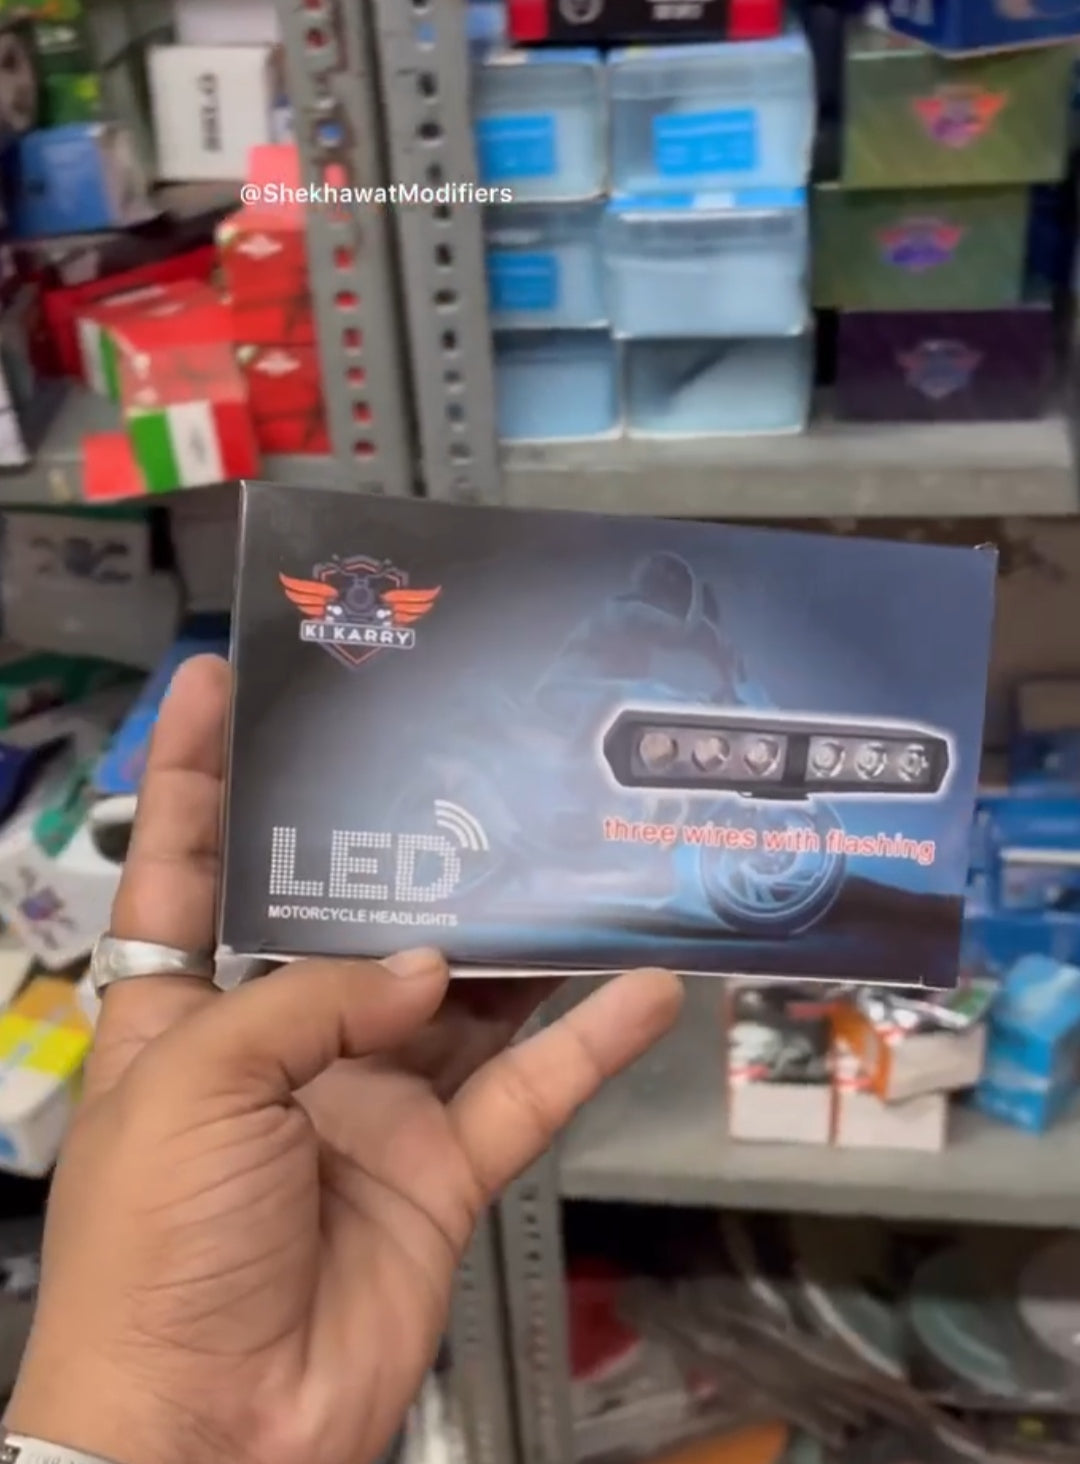 @ShekhawatModifiers
KI KARRY
three wires with flashing
LED
MOTORCYCLE HEADLIGHTS